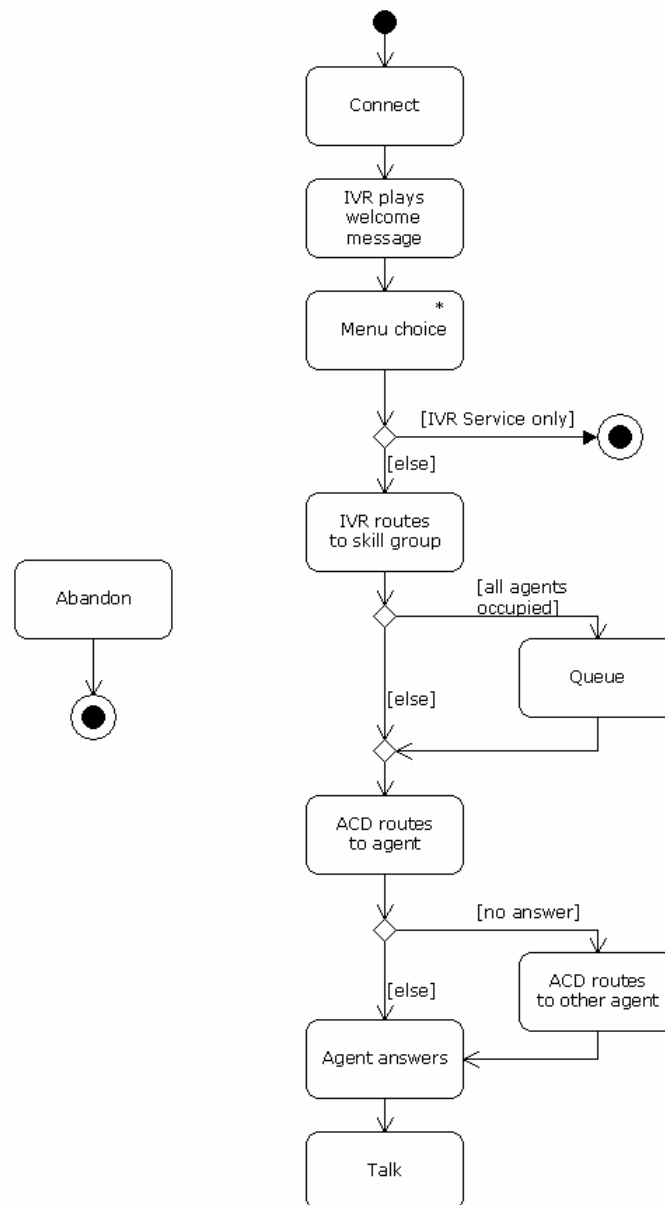 Connect
IVR plays
welcome
message
*
Menu choice
[IVR Service only]
[else]
IVR routes
to skill group
[all agents
occupied]
Abandon
Queue
[else]
ACD routes
to agent
[no answer]
ACD routes
to other agent
[else]
Agent answers
Talk